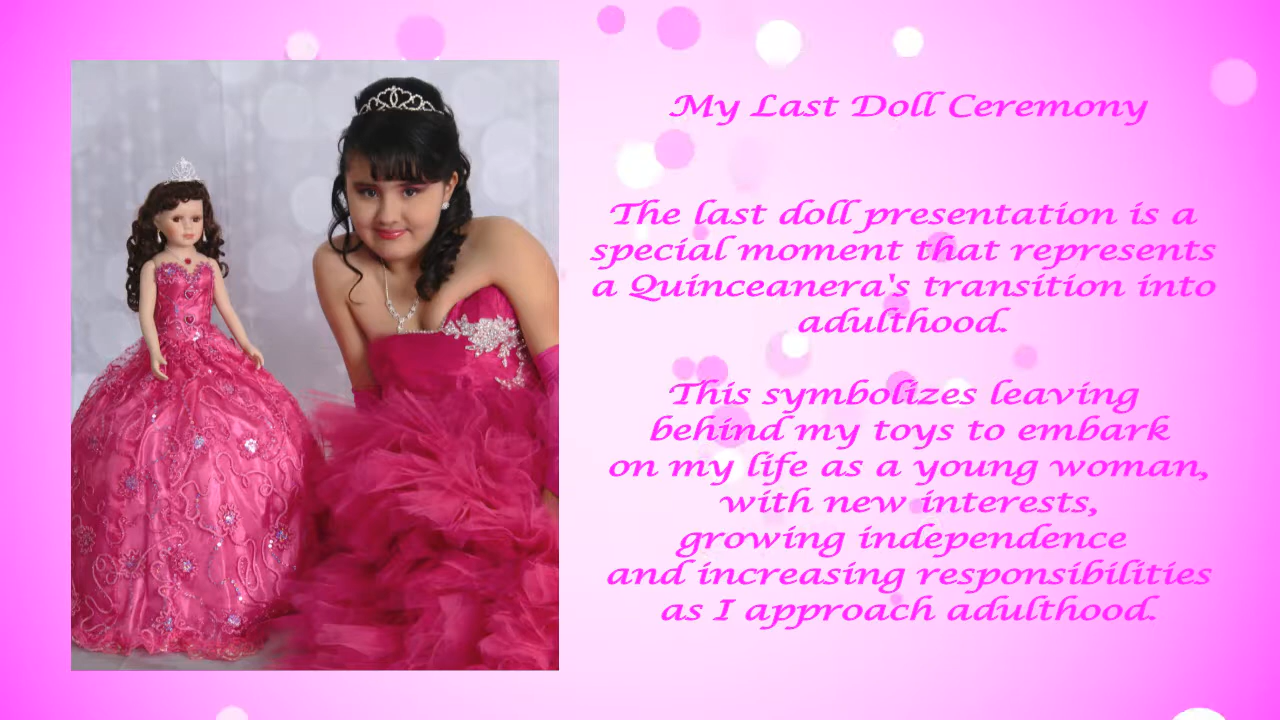 My Last Doll Ceremony
The last doll presentation is a
special moment that represents
a Quinceanera's transition into
adulthood.
This symbolizes leaving
behind my toys to embark
on my life as a young woman,
with new interests,
growing independence
and increasing responsibilities
as I approach adulthood.